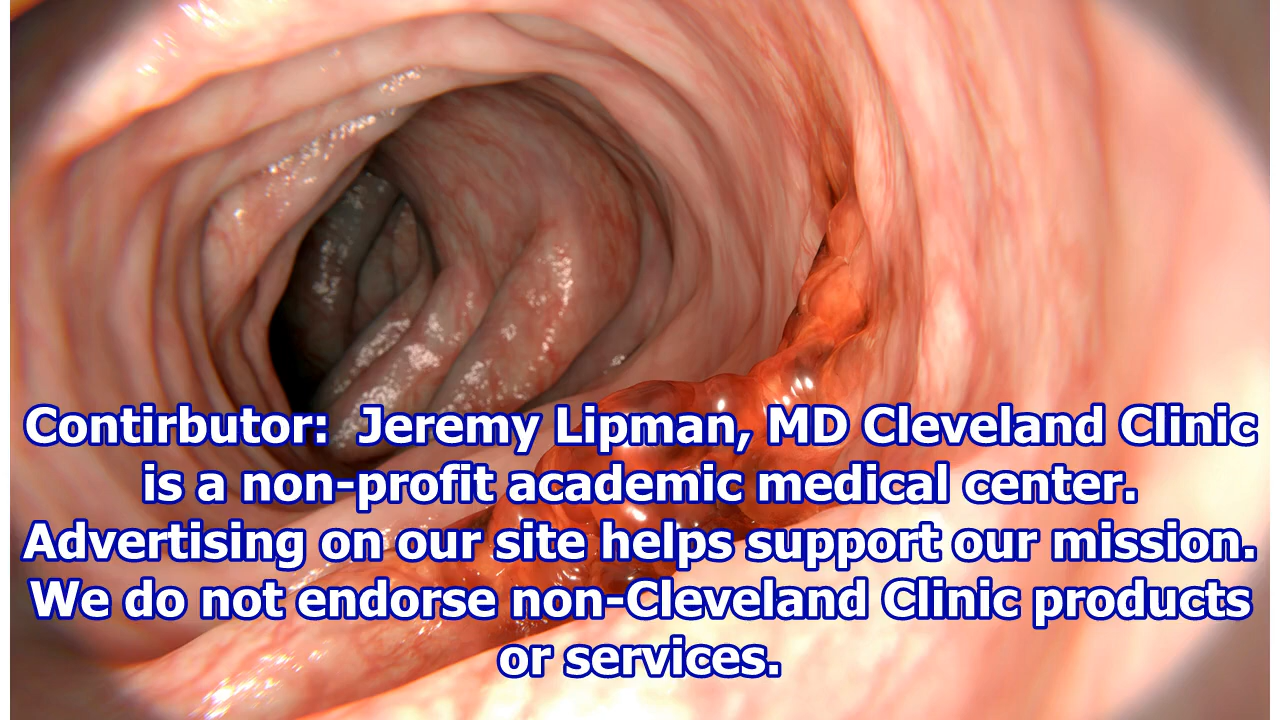 Contirbutor:  Jeremy Lipman, MD Cleveland Clinic
is a non-profit academic medical center.
Advertising on our site helps support our mission.
We do not endorse non-Cleveland Clinic products
or services.